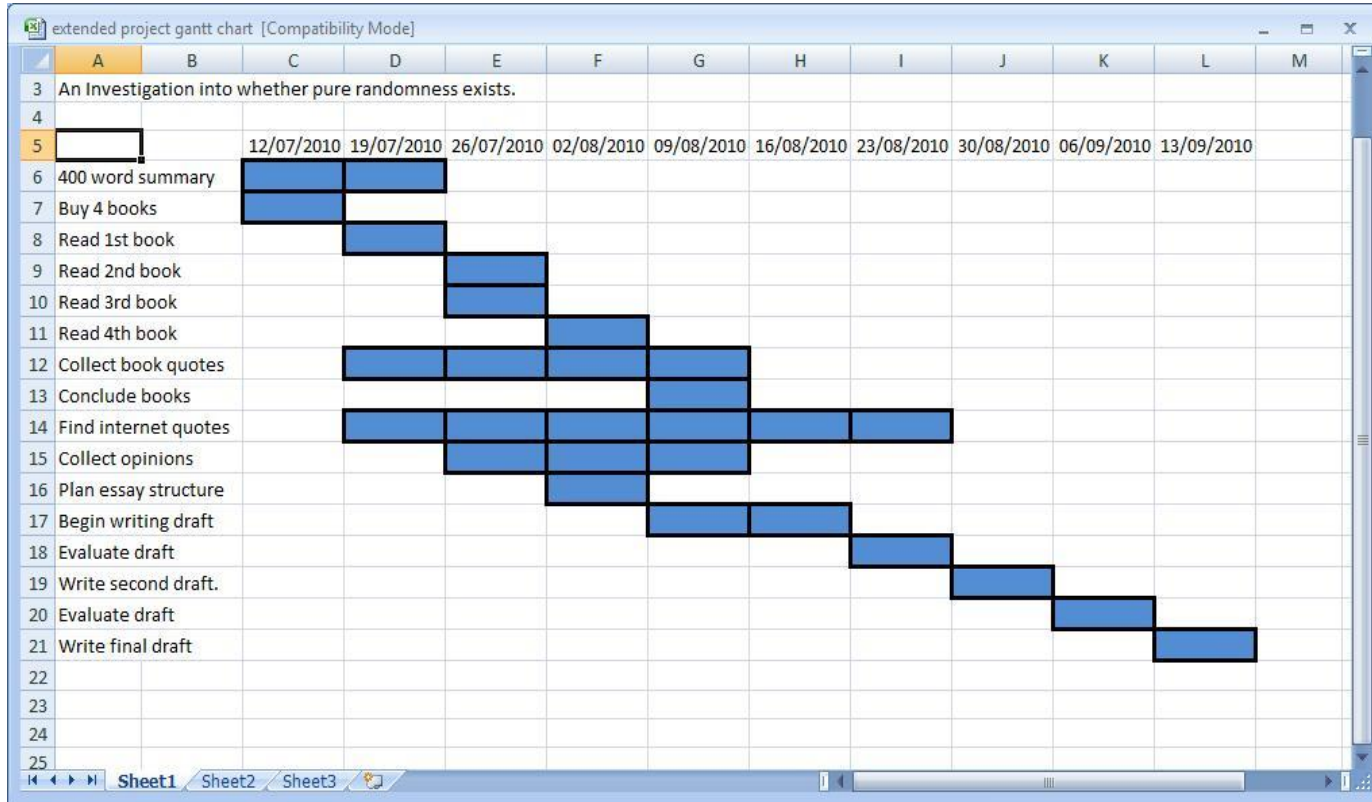 extended project gantt chart [Compatibility Mode]
A B C D E F G H I J K L M
3 An Investigation into whether pure randomness exists.
4
5 12/07/2010 19/07/2010 26/07/2010 02/08/2010 09/08/2010 16/08/2010 23/08/2010 30/08/2010 06/09/2010 13/09/2010
6 400 word summary
7 Buy 4 books
8 Read 1st book
9 Read 2nd book
10 Read 3rd book
11 Read 4th book
12 Collect book quotes
13 Conclude books
14 Find internet quotes
15 Collect opinions
16 Plan essay structure
17 Begin writing draft
18 Evaluate draft
19 Write second draft.
20 Evaluate draft
21 Write final draft
22
23
24
25
Sheet1 Sheet2 Sheet3